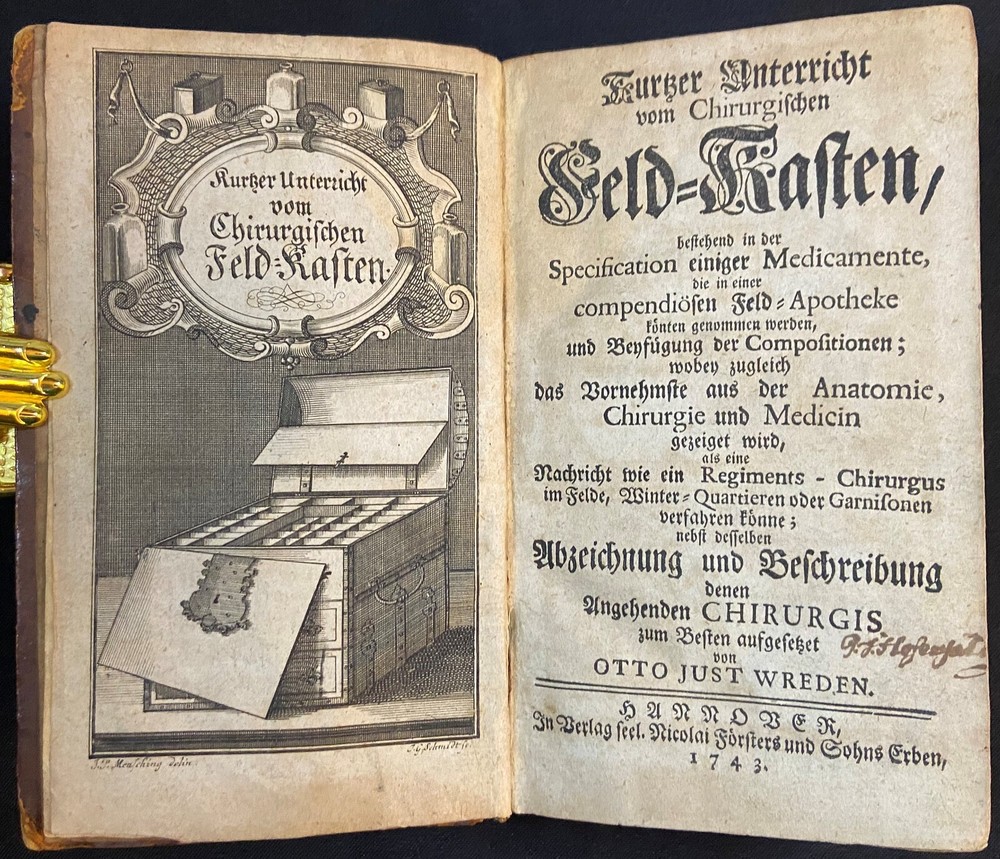 Kurtzer Unterricht
vom
Chirurgischen
Feld-Kasten.
J.P. Meusching delin.
J.G. Schmidt sc.
Kurtzer Unterricht
vom Chirurgischen
Feld-Kasten,
bestehend in der
Specification einiger Medicamente,
die in einer
compendiösen Feld-Apotheke
könten genommen werden,
und Beyfügung der Compositionen;
wobey zugleich
das Vornehmste aus der Anatomie,
Chirurgie und Medicin
gezeiget wird,
als eine
Nachricht wie ein Regiments-Chirurgus
im Felde, Winter-Quartieren oder Garnisonen
verfahren könne;
nebst desselben
Abzeichnung und Beschreibung
denen
Angehenden CHIRURGIS
zum Besten aufgesetzet
von
OTTO JUST WREDEN.
HANNOVER,
In Verlag seel. Nicolai Försters und Sohns Erben,
1743.